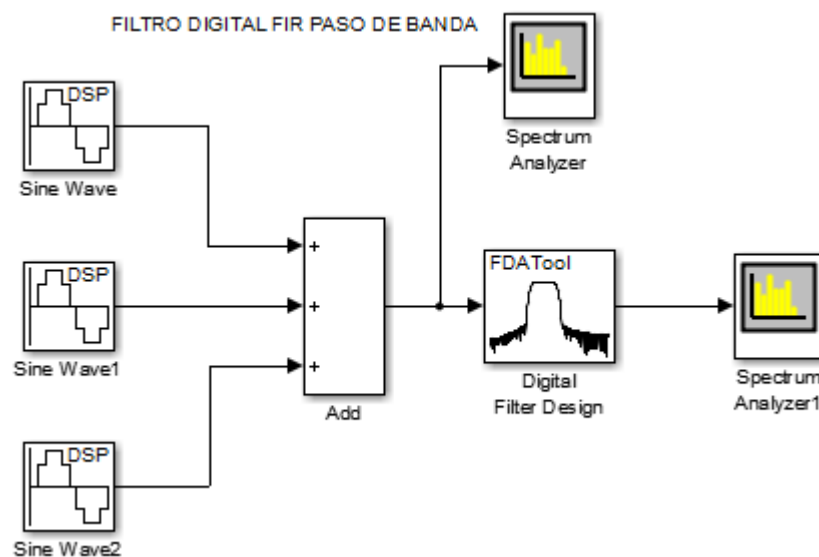 FILTRO DIGITAL FIR PASO DE BANDA
DSP
Sine Wave
Spectrum
Analyzer
DSP
Sine Wave1
+
+
+
Add
FDATool
Digital
Filter Design
Spectrum
Analyzer1
DSP
Sine Wave2